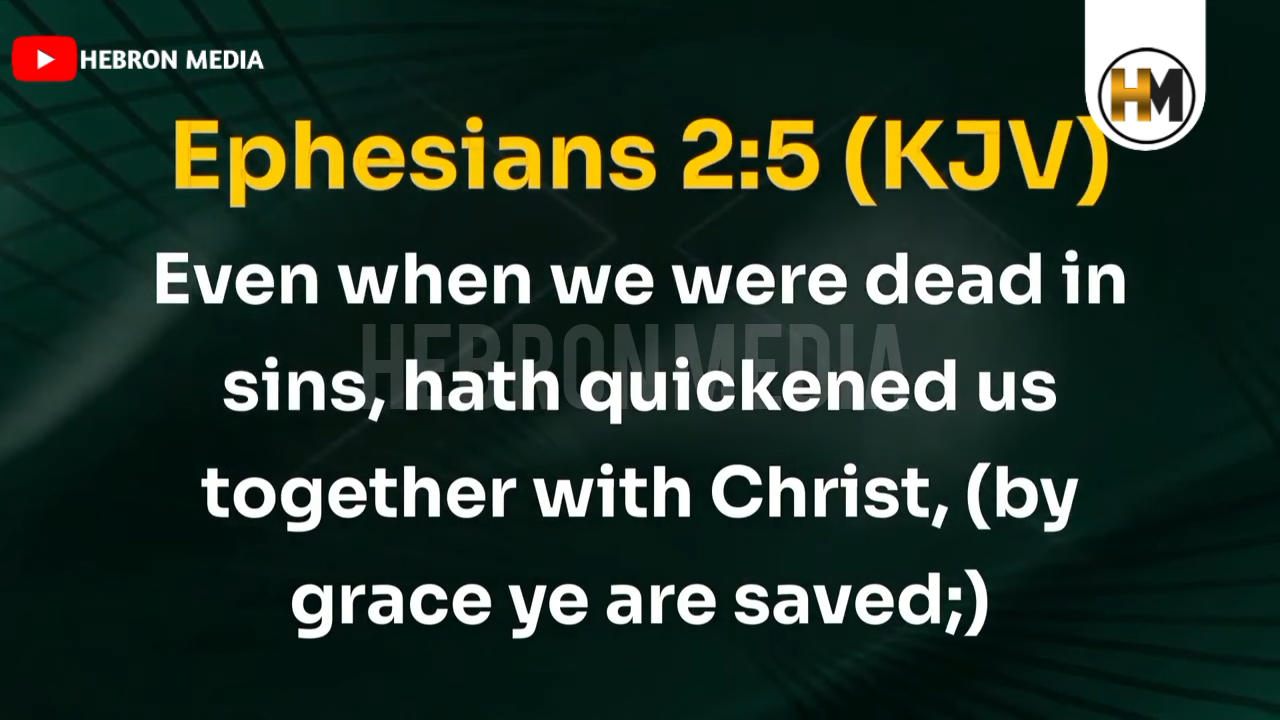 HEBRON MEDIA
HM
Ephesians 2:5 (KJV)
Even when we were dead in
sins, hath quickened us
HEBRON MEDIA
together with Christ, (by
grace ye are saved;)